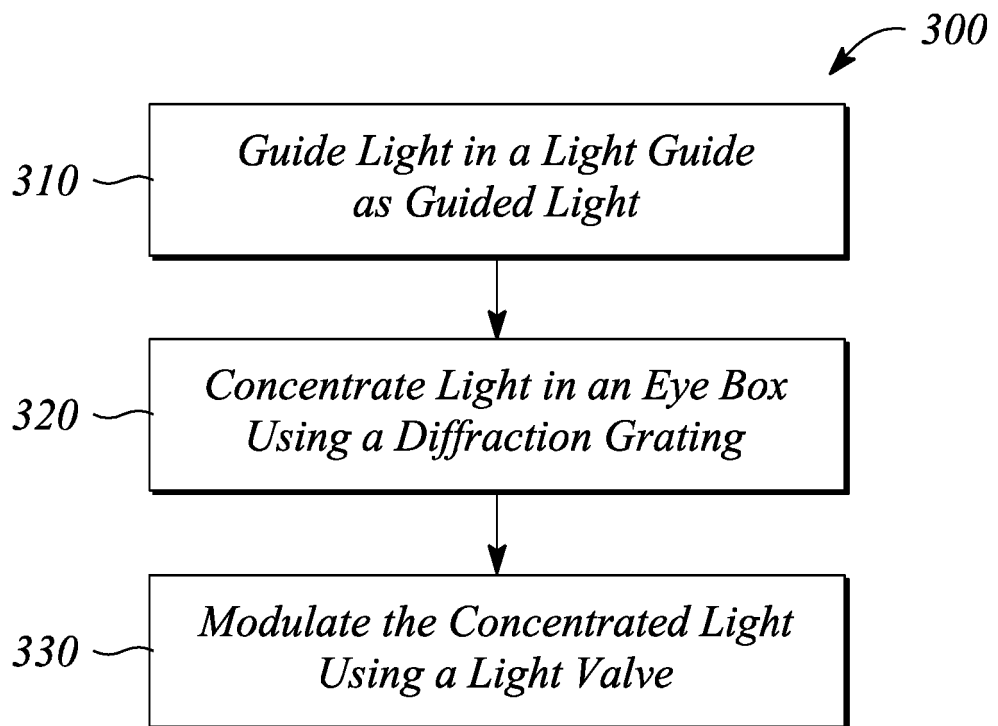 300
310
Guide Light in a Light Guide
as Guided Light
320
Concentrate Light in an Eye Box
Using a Diffraction Grating
330
Modulate the Concentrated Light
Using a Light Valve